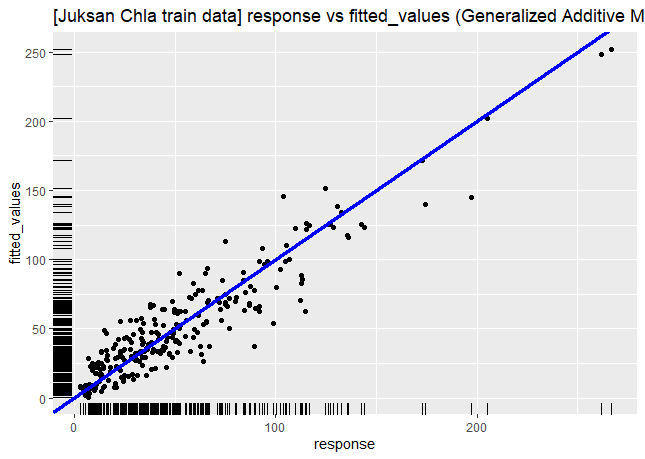 [Juksan Chla train data] response vs fitted_values (Generalized Additive M
250
200
150
100
50
0
fitted_values
0 100 200
response